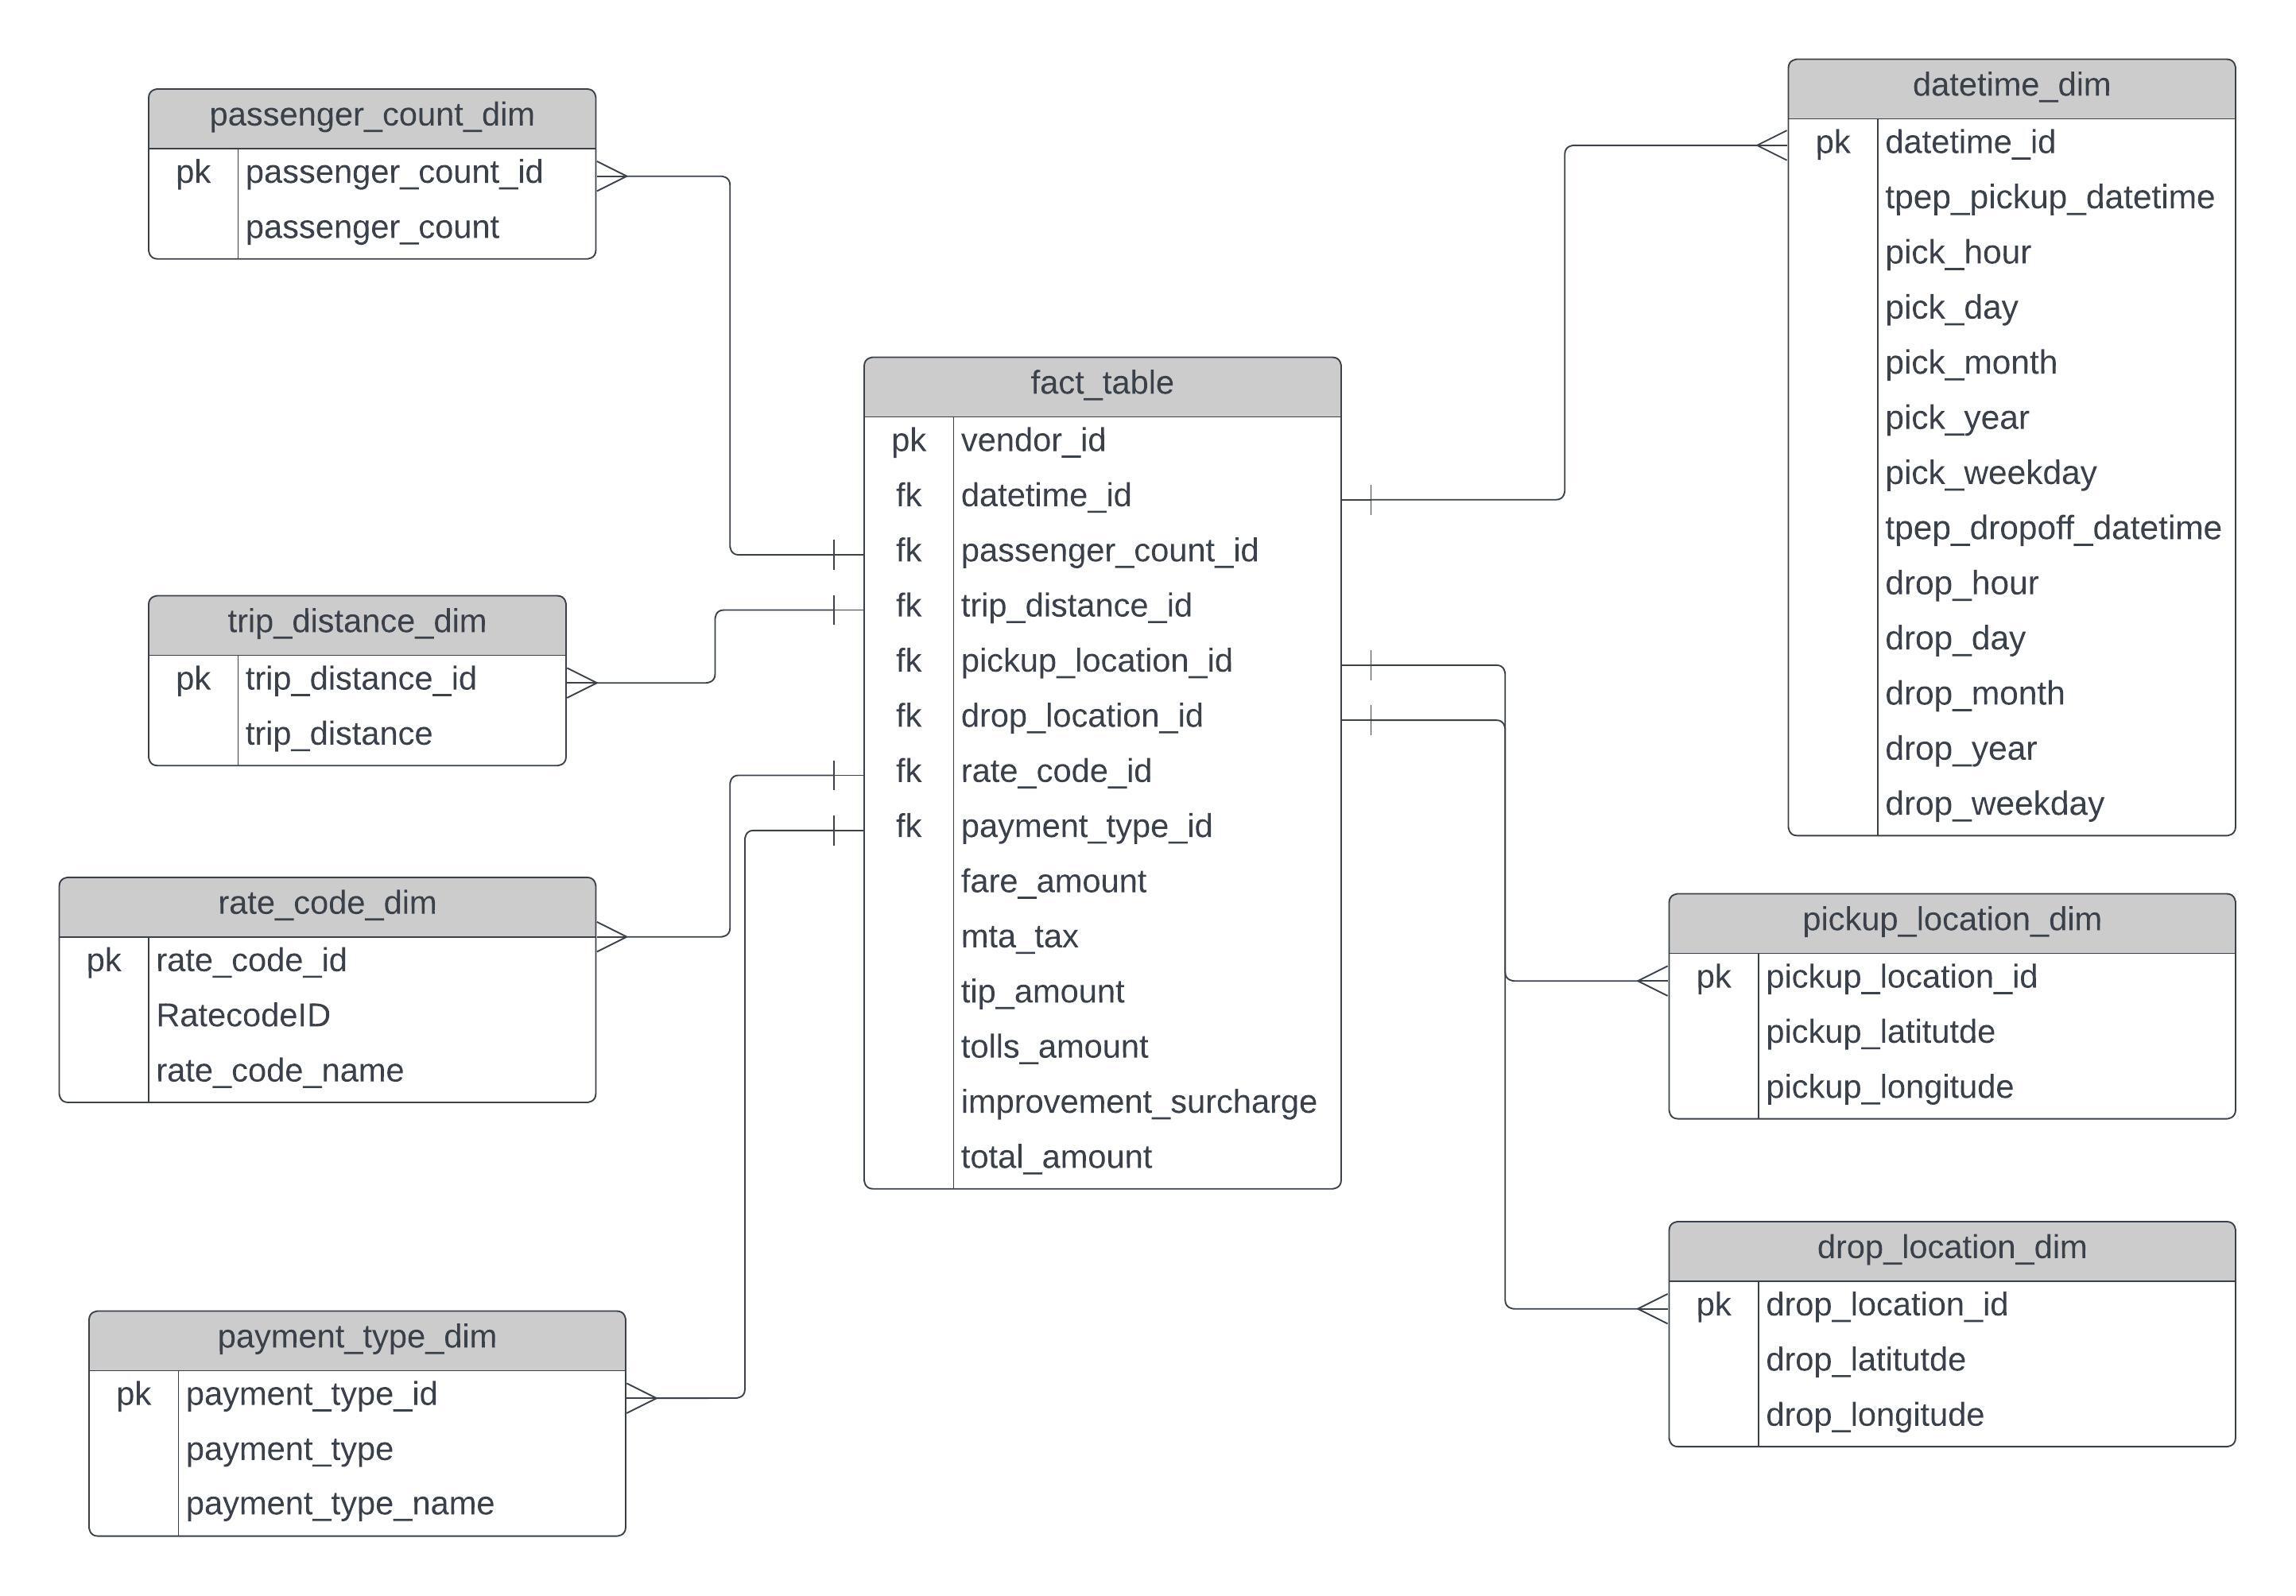 passenger_count_dim
pk passenger_count_id
passenger_count
datetime_dim
pk datetime_id
tpep_pickup_datetime
pick_hour
pick_day
pick_month
pick_year
pick_weekday
tpep_dropoff_datetime
drop_hour
drop_day
drop_month
drop_year
drop_weekday
fact_table
pk vendor_id
fk datetime_id
fk passenger_count_id
fk trip_distance_id
fk pickup_location_id
fk drop_location_id
fk rate_code_id
fk payment_type_id
fare_amount
mta_tax
tip_amount
tolls_amount
improvement_surcharge
total_amount
trip_distance_dim
pk trip_distance_id
trip_distance
rate_code_dim
pk rate_code_id
RatecodeID
rate_code_name
pickup_location_dim
pk pickup_location_id
pickup_latitutde
pickup_longitude
payment_type_dim
pk payment_type_id
payment_type
payment_type_name
drop_location_dim
pk drop_location_id
drop_latitutde
drop_longitude